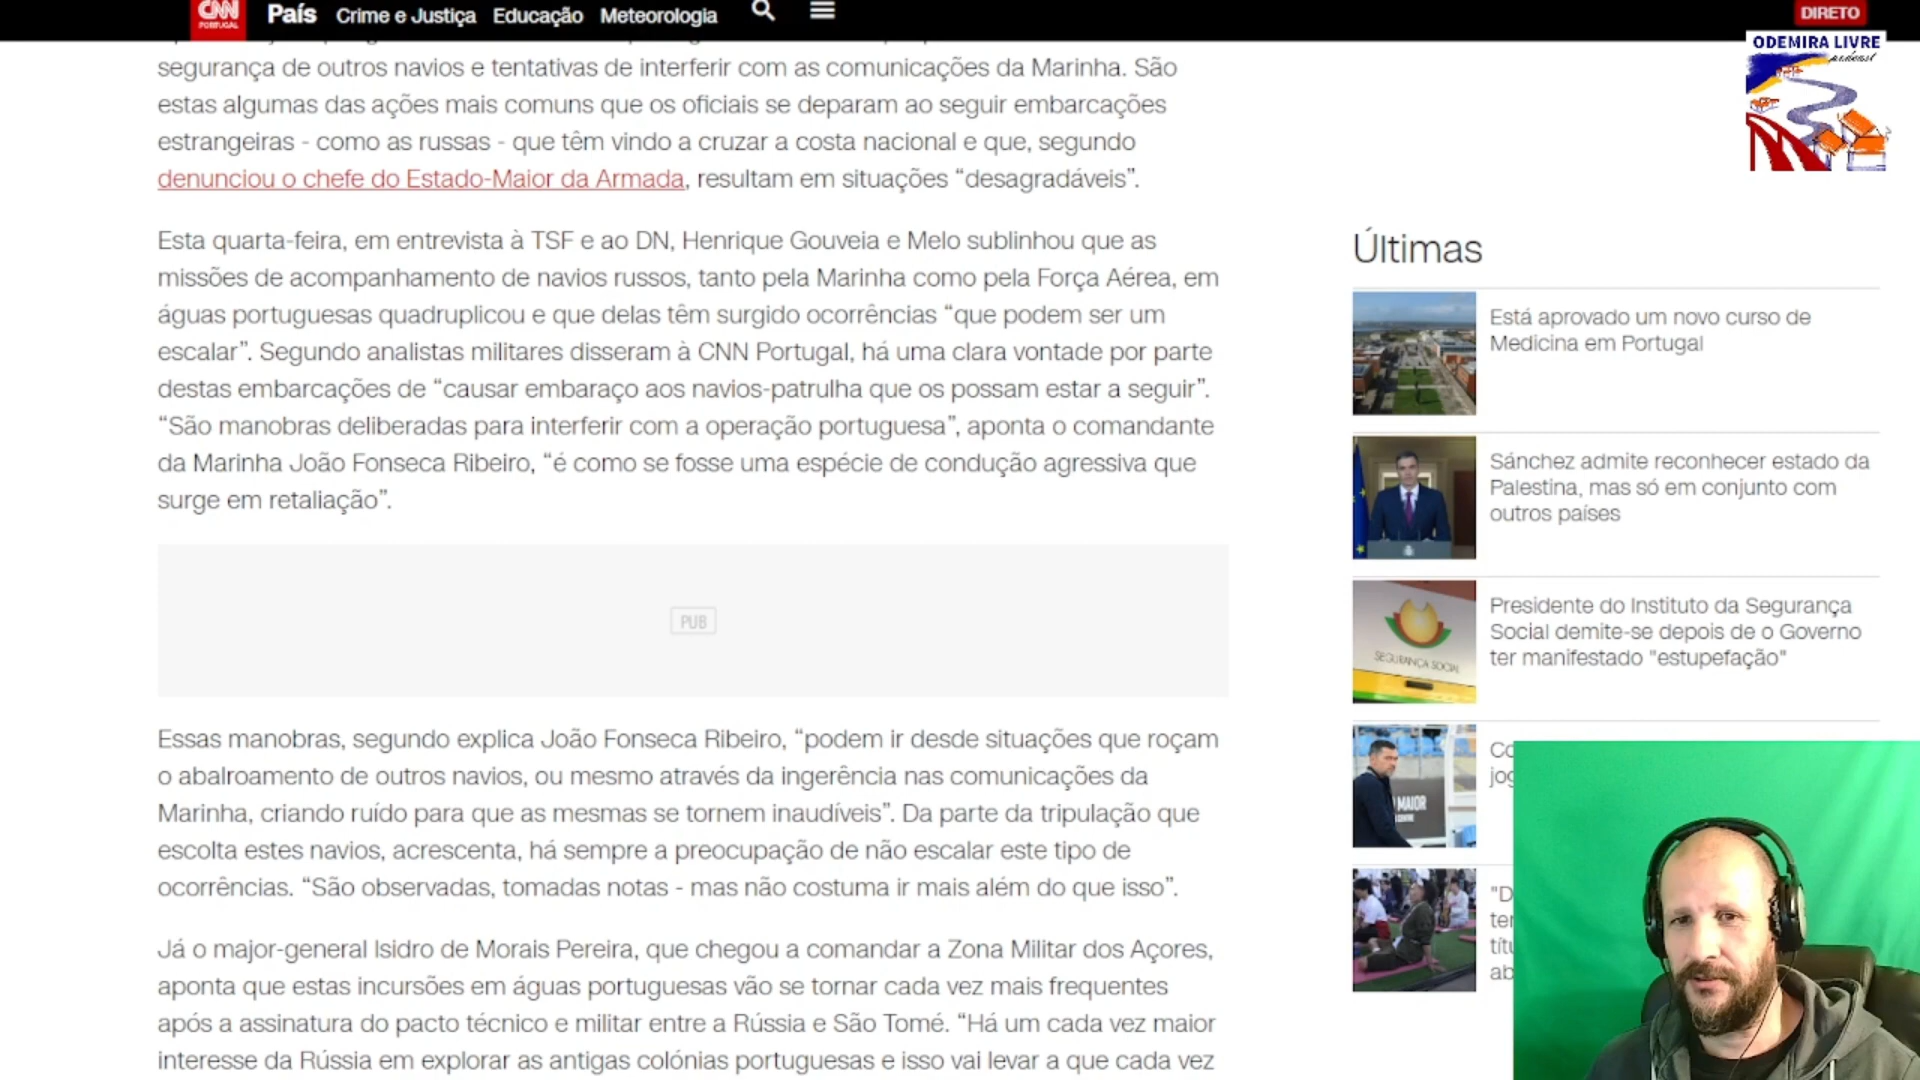 CNN
PORTUGAL
País
Crime e Justiça
Educação
Meteorologia
DIRETO
ODEMIRA LIVRE
podcast
segurança de outros navios e tentativas de interferir com as comunicações da Marinha. São
estas algumas das ações mais comuns que os oficiais se deparam ao seguir embarcações
estrangeiras - como as russas - que têm vindo a cruzar a costa nacional e que, segundo
denunciou o chefe do Estado-Maior da Armada, resultam em situações “desagradáveis”.
Esta quarta-feira, em entrevista à TSF e ao DN, Henrique Gouveia e Melo sublinhou que as
missões de acompanhamento de navios russos, tanto pela Marinha como pela Força Aérea, em
águas portuguesas quadruplicou e que delas têm surgido ocorrências “que podem ser um
escalar”. Segundo analistas militares disseram à CNN Portugal, há uma clara vontade por parte
destas embarcações de “causar embaraço aos navios-patrulha que os possam estar a seguir”.
“São manobras deliberadas para interferir com a operação portuguesa”, aponta o comandante
da Marinha João Fonseca Ribeiro, “é como se fosse uma espécie de condução agressiva que
surge em retaliação”.
PUB
Essas manobras, segundo explica João Fonseca Ribeiro, “podem ir desde situações que roçam
o abalroamento de outros navios, ou mesmo através da ingerência nas comunicações da
Marinha, criando ruído para que as mesmas se tornem inaudíveis”. Da parte da tripulação que
escolta estes navios, acrescenta, há sempre a preocupação de não escalar este tipo de
ocorrências. “São observadas, tomadas notas - mas não costuma ir mais além do que isso”.
Já o major-general Isidro de Morais Pereira, que chegou a comandar a Zona Militar dos Açores,
aponta que estas incursões em águas portuguesas vão se tornar cada vez mais frequentes
após a assinatura do pacto técnico e militar entre a Rússia e São Tomé. “Há um cada vez maior
interesse da Rússia em explorar as antigas colónias portuguesas e isso vai levar a que cada vez
Últimas
Está aprovado um novo curso de
Medicina em Portugal
Sánchez admite reconhecer estado da
Palestina, mas só em conjunto com
outros países
SEGURANÇA SOCIAL
Presidente do Instituto da Segurança
Social demite-se depois de o Governo
ter manifestado "estupefação"
MAIOR